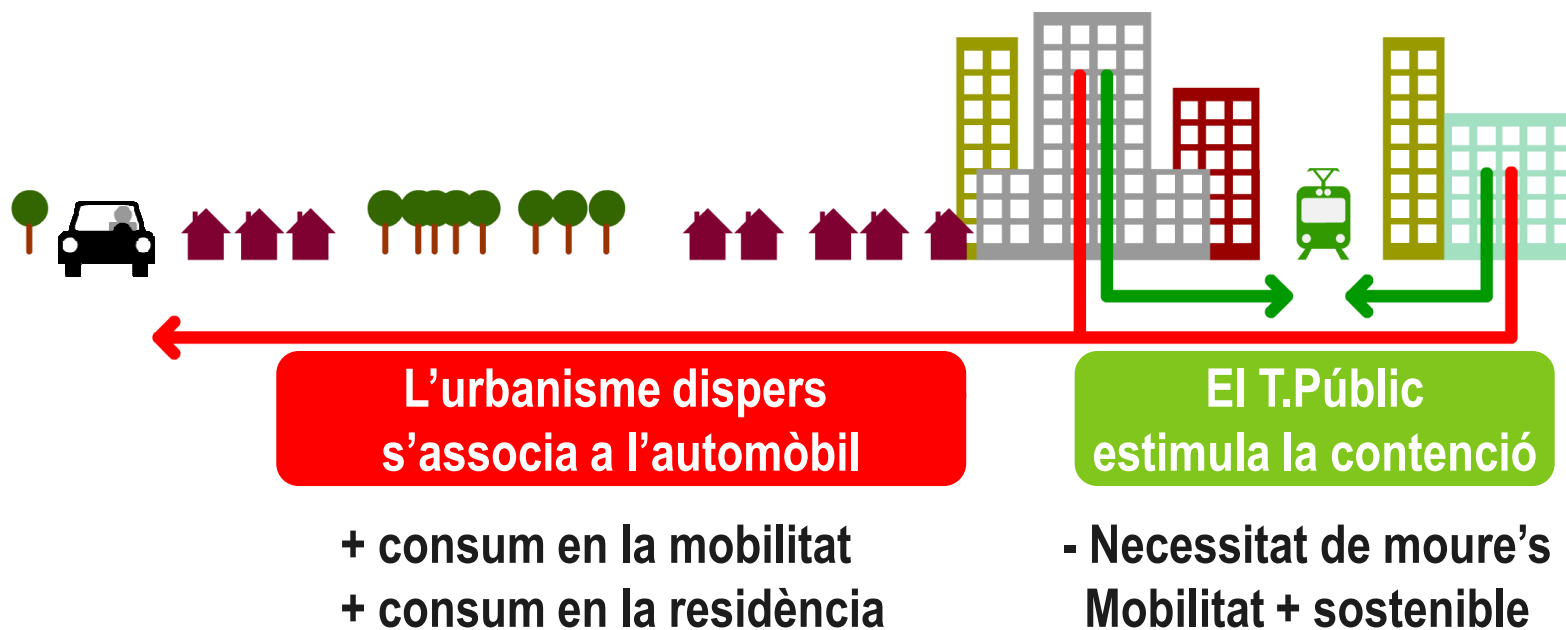 L’urbanisme dispers
s’associa a l’automòbil
El T.Públic
estimula la contenció
+ consum en la mobilitat
+ consum en la residència
- Necessitat de moure’s
Mobilitat + sostenible